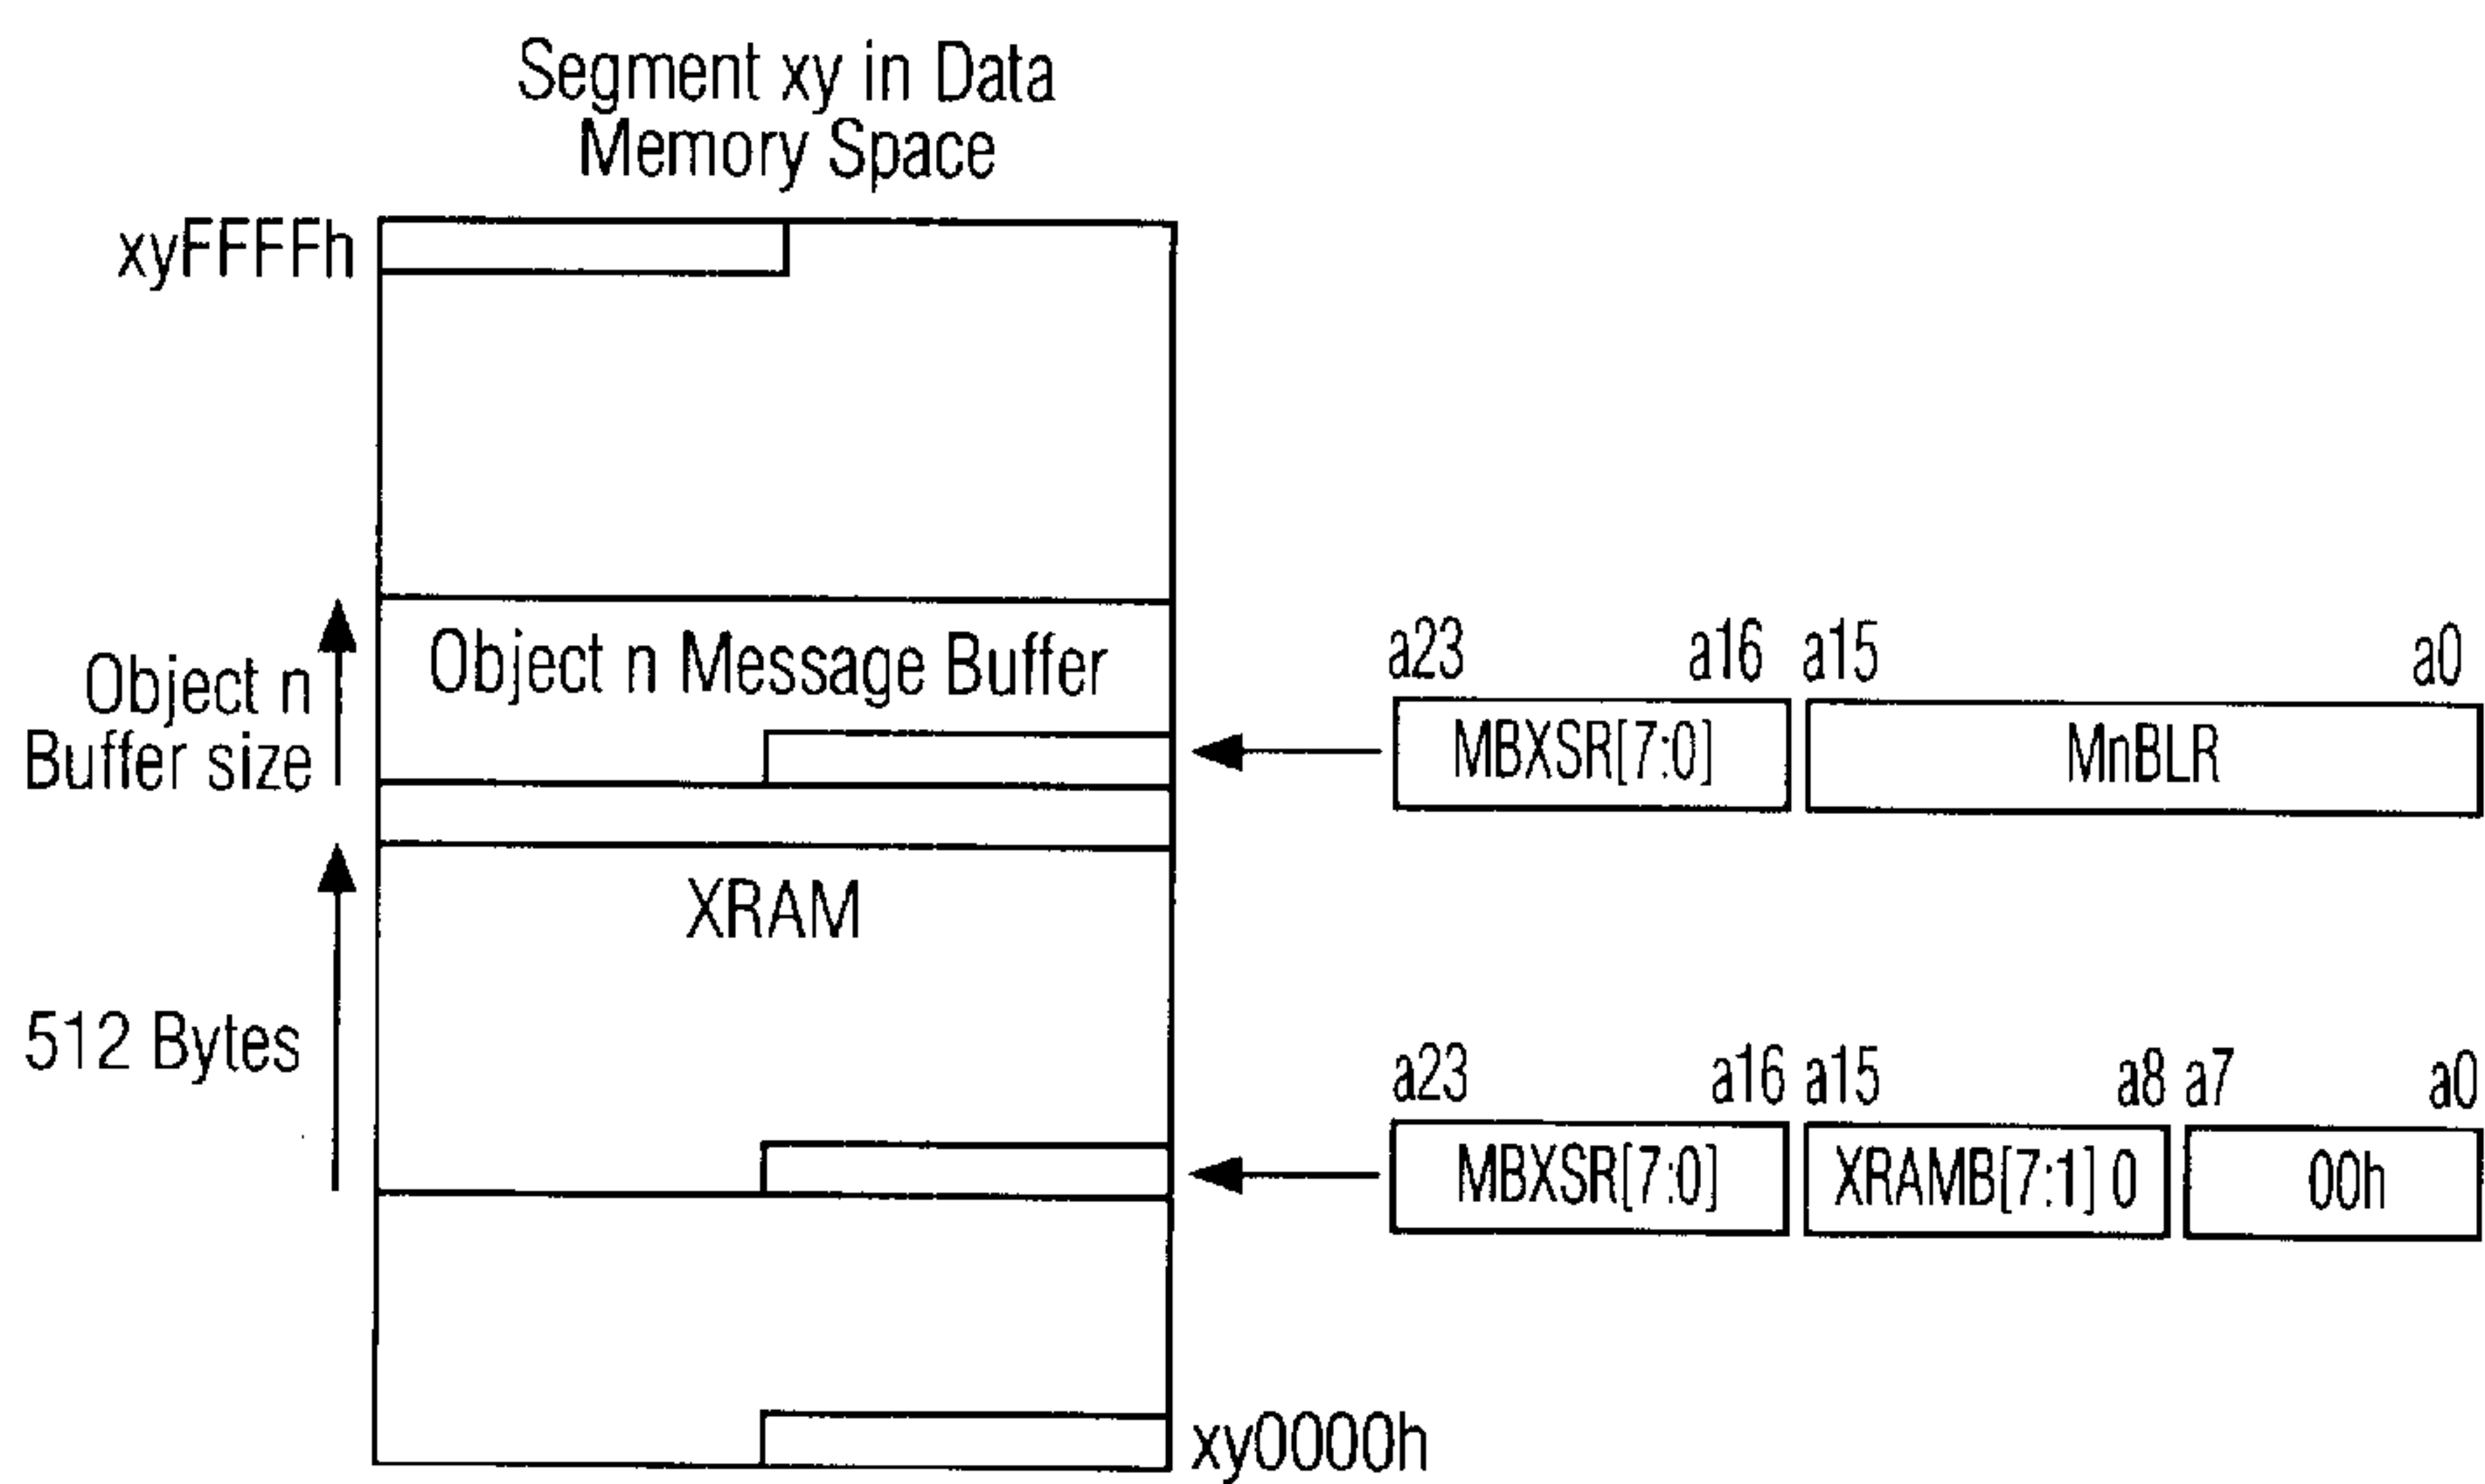 Segment xy in Data
Memory Space
xyFFFFh
Object n
Buffer size
Object n Message Buffer
a23 a16 a15 a0
MBXSR[7:0] MnBLR
XRAM
512 Bytes
a23 a16 a15 a8 a7 a0
MBXSR[7:0] XRAMB[7:1] 0 00h
xy0000h